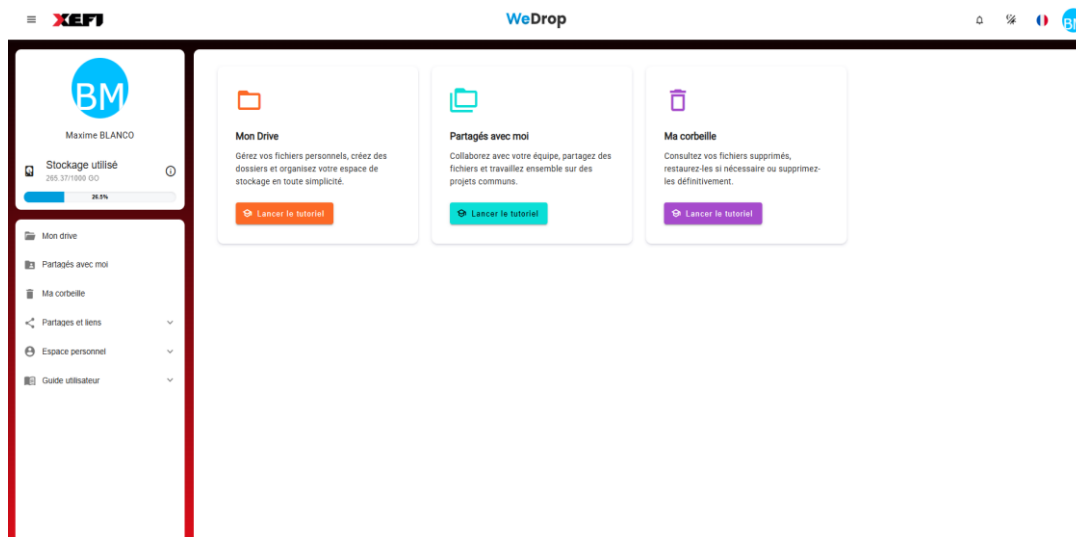 XEFI
WeDrop
BM
BM
Maxime BLANCO
Stockage utilisé
265.37/1000 GO
26.5%
Mon drive
Partagés avec moi
Ma corbeille
Partages et liens
Espace personnel
Guide utilisateur
Mon Drive
Gérez vos fichiers personnels, créez des
dossiers et organisez votre espace de
stockage en toute simplicité.
Lancer le tutoriel
Partagés avec moi
Collaborez avec votre équipe, partagez des
fichiers et travaillez ensemble sur des
projets communs.
Lancer le tutoriel
Ma corbeille
Consultez vos fichiers supprimés,
restaurez-les si nécessaire ou supprimez-
les définitivement.
Lancer le tutoriel